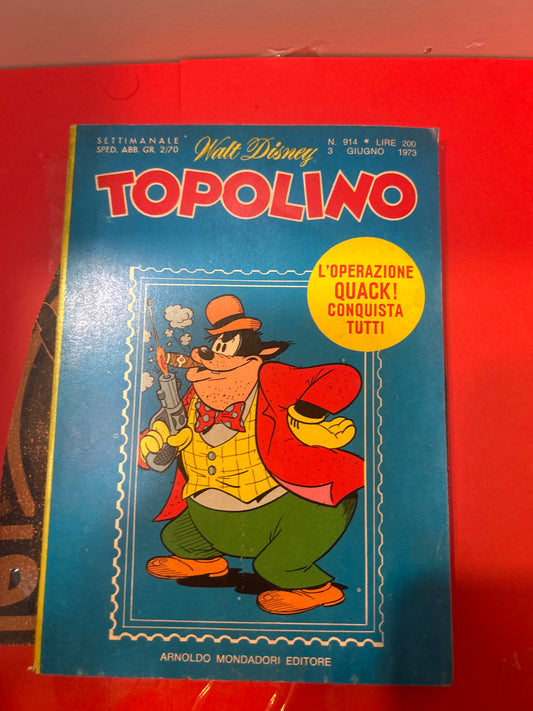 SETTIMANALE
SPED. ABB. GR. 2/70
Walt Disney
N. 914 ★ LIRE 200
3 GIUGNO 1973
TOPOLINO
L'OPERAZIONE
QUACK!
CONQUISTA
TUTTI
ARNOLDO MONDADORI EDITORE